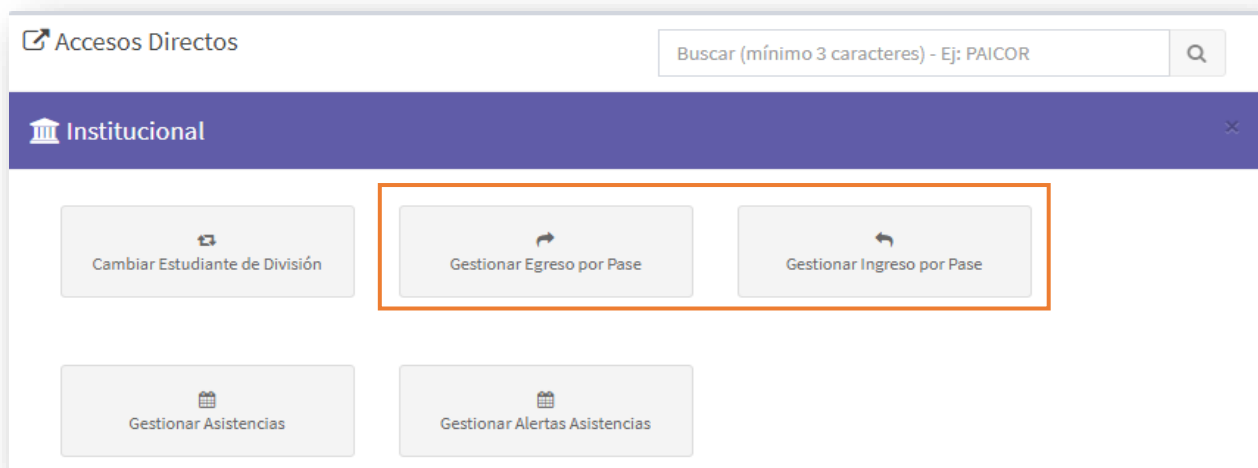 Accesos Directos
Buscar (mínimo 3 caracteres) - Ej: PAICOR
Institucional
Cambiar Estudiante de División
Gestionar Egreso por Pase
Gestionar Ingreso por Pase
Gestionar Asistencias
Gestionar Alertas Asistencias